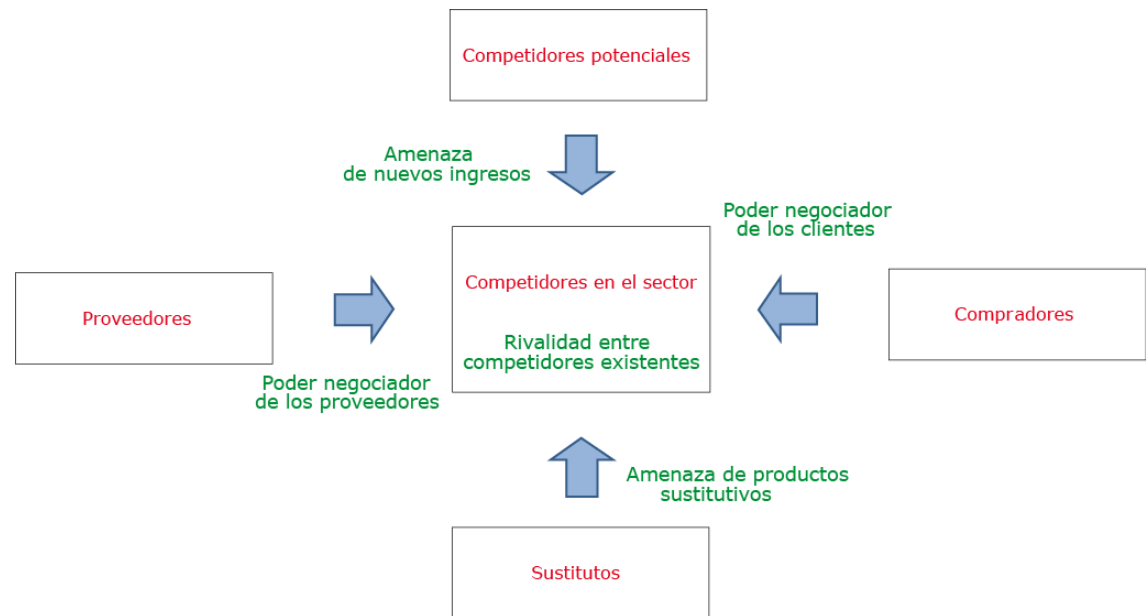 Competidores potenciales
Amenaza
de nuevos ingresos
Poder negociador
de los clientes
Competidores en el sector
Proveedores
Compradores
Rivalidad entre
competidores existentes
Poder negociador
de los proveedores
Amenaza de productos
sustitutivos
Sustitutos